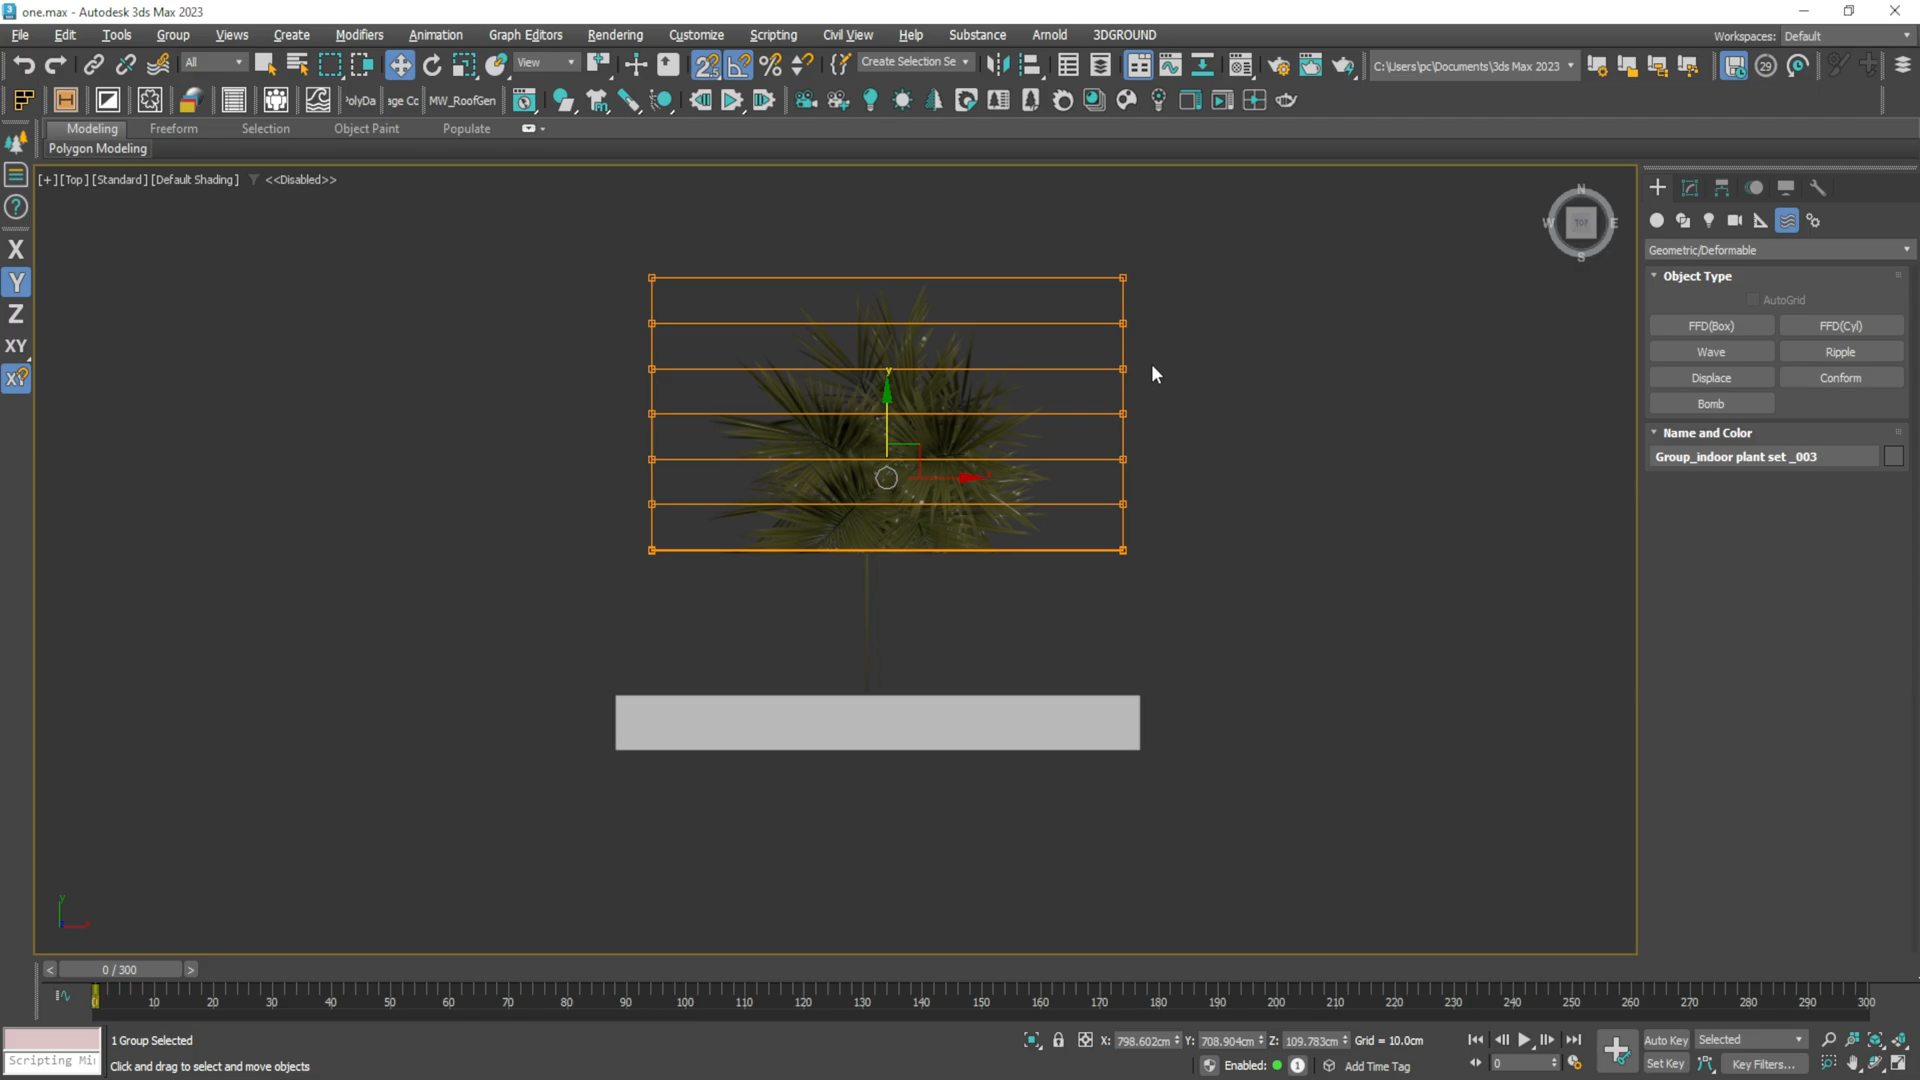 one.max - Autodesk 3ds Max 2023
File Edit Tools Group Views Create Modifiers Animation Graph Editors Rendering Customize Scripting Civil View Help Substance Arnold 3DGROUND
Workspaces: Default
All
View
Create Selection Se
C:\Users\pc\Documents\3ds Max 2023
29
PolyDa
age Co
MW_RoofGen
Modeling Freeform Selection Object Paint Populate
Polygon Modeling
[+] [Top] [Standard] [Default Shading] <<Disabled>>
N
W TOP E
S
X
Y
Z
XY
y
x
Geometric/Deformable
Object Type
AutoGrid
FFD(Box) FFD(Cyl)
Wave Ripple
Displace Conform
Bomb
Name and Color
Group_indoor plant set _003
y
x
< 0 / 300 >
0 10 20 30 40 50 60 70 80 90 100 110 120 130 140 150 160 170 180 190 200 210 220 230 240 250 260 270 280 290 300
1 Group Selected
X: 798.602cm Y: 708.904cm Z: 109.783cm Grid = 10.0cm
Auto Key Selected
Scripting Mi
Click and drag to select and move objects
Enabled: 1 Add Time Tag
0
Set Key Key Filters...